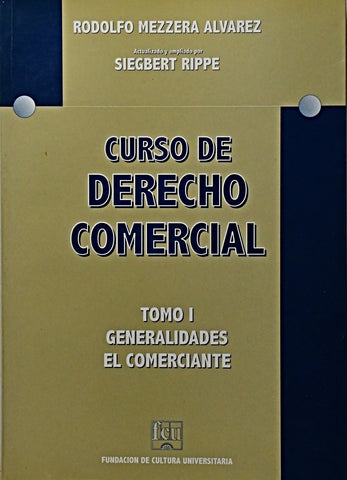 RODOLFO MEZZERA ALVAREZ
Actualizado y ampliado por
SIEGBERT RIPPE
CURSO DE
DERECHO
COMERCIAL
TOMO I
GENERALIDADES
EL COMERCIANTE
fcu
FUNDACION DE CULTURA UNIVERSITARIA